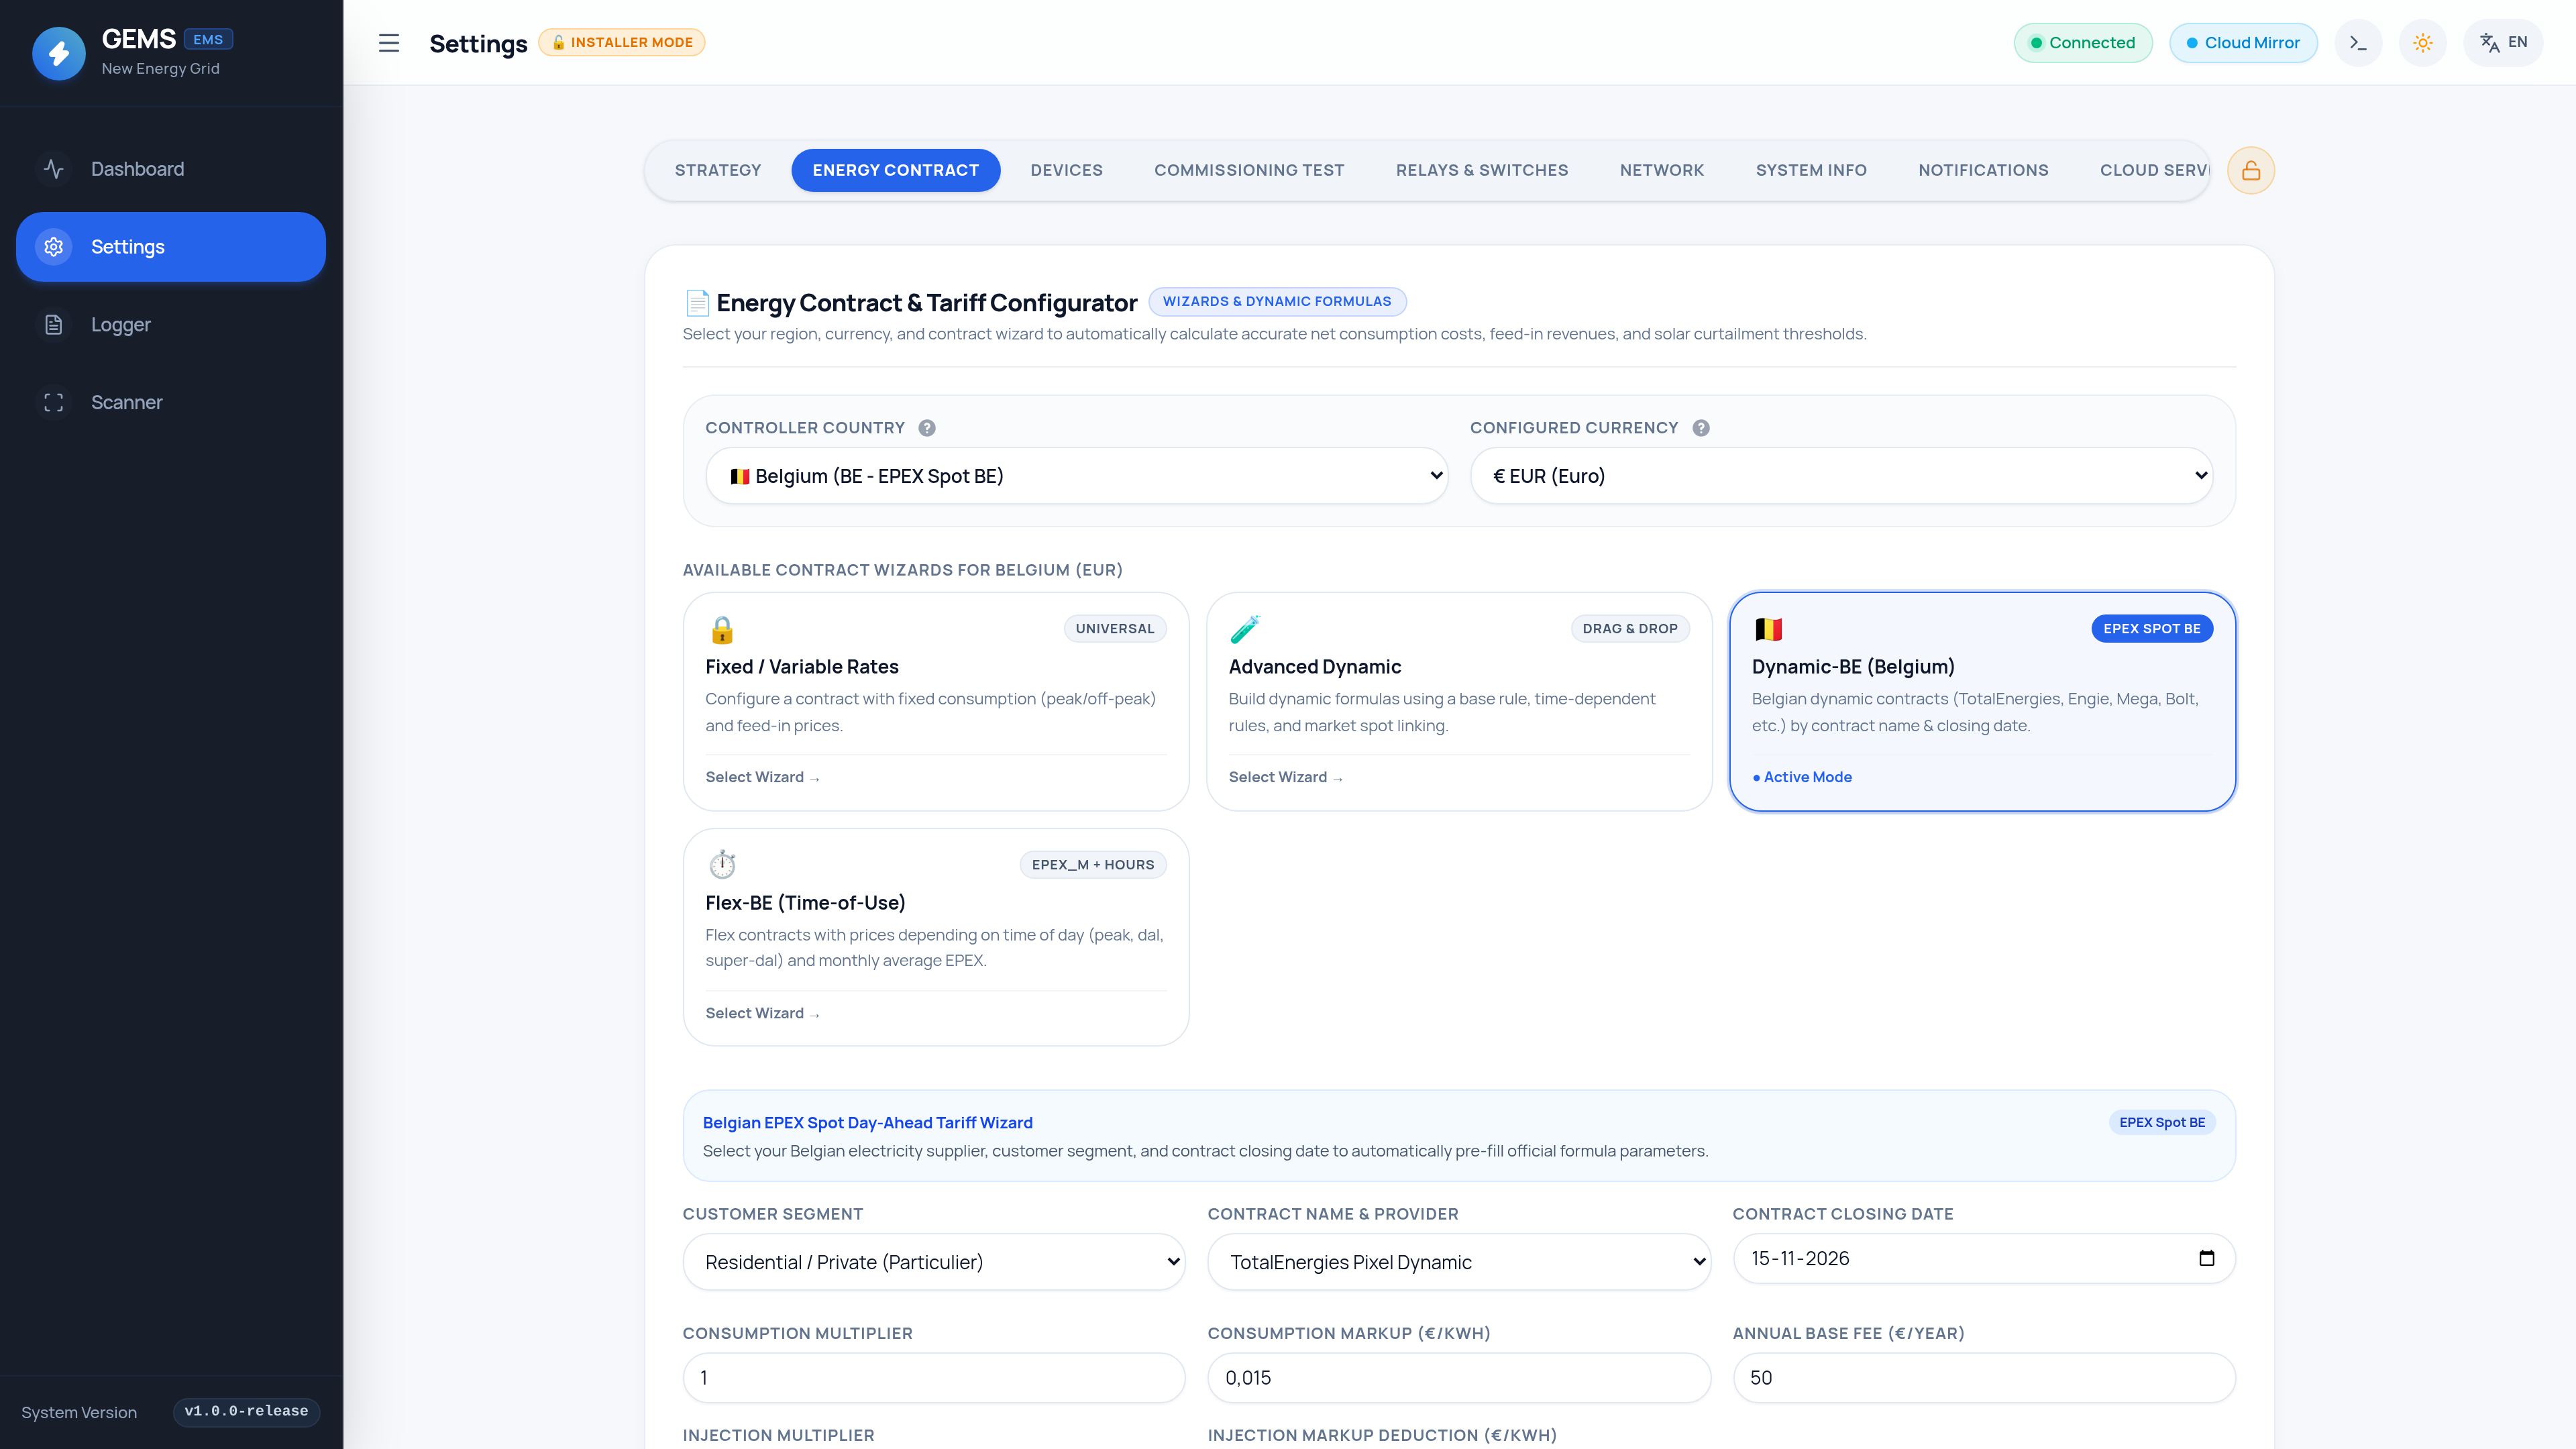 GEMS EMS
New Energy Grid
Dashboard
Settings
Logger
Scanner
System Version v1.0.0-release
Settings INSTALLER MODE
Connected
Cloud Mirror
EN
STRATEGY
ENERGY CONTRACT
DEVICES
COMMISSIONING TEST
RELAYS & SWITCHES
NETWORK
SYSTEM INFO
NOTIFICATIONS
CLOUD SERV
Energy Contract & Tariff Configurator WIZARDS & DYNAMIC FORMULAS
Select your region, currency, and contract wizard to automatically calculate accurate net consumption costs, feed-in revenues, and solar curtailment thresholds.
CONTROLLER COUNTRY ?
Belgium (BE - EPEX Spot BE)
CONFIGURED CURRENCY ?
€ EUR (Euro)
AVAILABLE CONTRACT WIZARDS FOR BELGIUM (EUR)
UNIVERSAL
Fixed / Variable Rates
Configure a contract with fixed consumption (peak/off-peak)
and feed-in prices.
Select Wizard →
DRAG & DROP
Advanced Dynamic
Build dynamic formulas using a base rule, time-dependent
rules, and market spot linking.
Select Wizard →
EPEX SPOT BE
Dynamic-BE (Belgium)
Belgian dynamic contracts (TotalEnergies, Engie, Mega, Bolt,
etc.) by contract name & closing date.
● Active Mode
EPEX_M + HOURS
Flex-BE (Time-of-Use)
Flex contracts with prices depending on time of day (peak, dal,
super-dal) and monthly average EPEX.
Select Wizard →
Belgian EPEX Spot Day-Ahead Tariff Wizard
EPEX Spot BE
Select your Belgian electricity supplier, customer segment, and contract closing date to automatically pre-fill official formula parameters.
CUSTOMER SEGMENT
Residential / Private (Particulier)
CONTRACT NAME & PROVIDER
TotalEnergies Pixel Dynamic
CONTRACT CLOSING DATE
15-11-2026
CONSUMPTION MULTIPLIER
1
CONSUMPTION MARKUP (€/KWH)
0,015
ANNUAL BASE FEE (€/YEAR)
50
INJECTION MULTIPLIER
INJECTION MARKUP DEDUCTION (€/KWH)